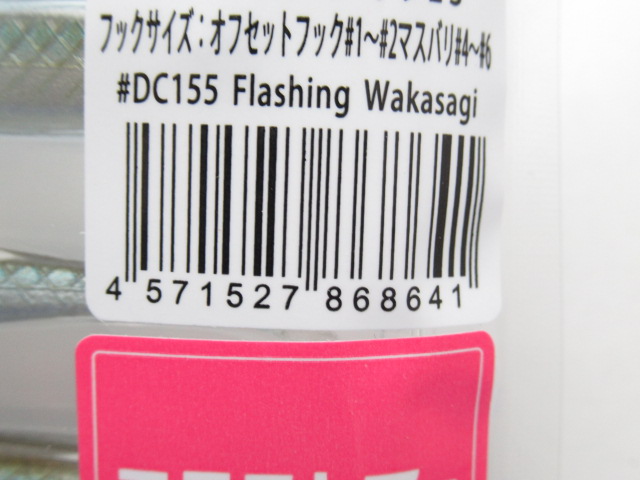 フックサイズ：オフセットフック#1～#2マスバリ#4～#6
#DC155 Flashing Wakasagi
4 571527 868641